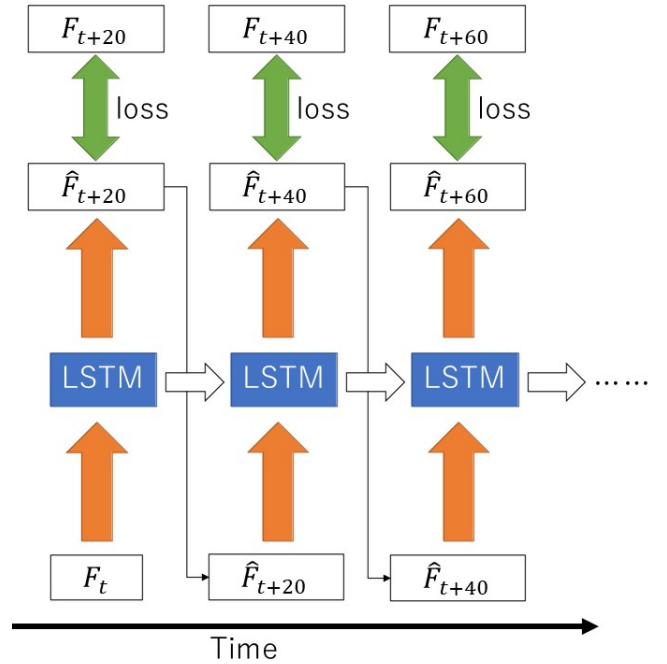 F_{t+20} F_{t+40} F_{t+60}
loss loss loss
F̂_{t+20} F̂_{t+40} F̂_{t+60}
LSTM LSTM LSTM ……
F_t F̂_{t+20} F̂_{t+40}
Time